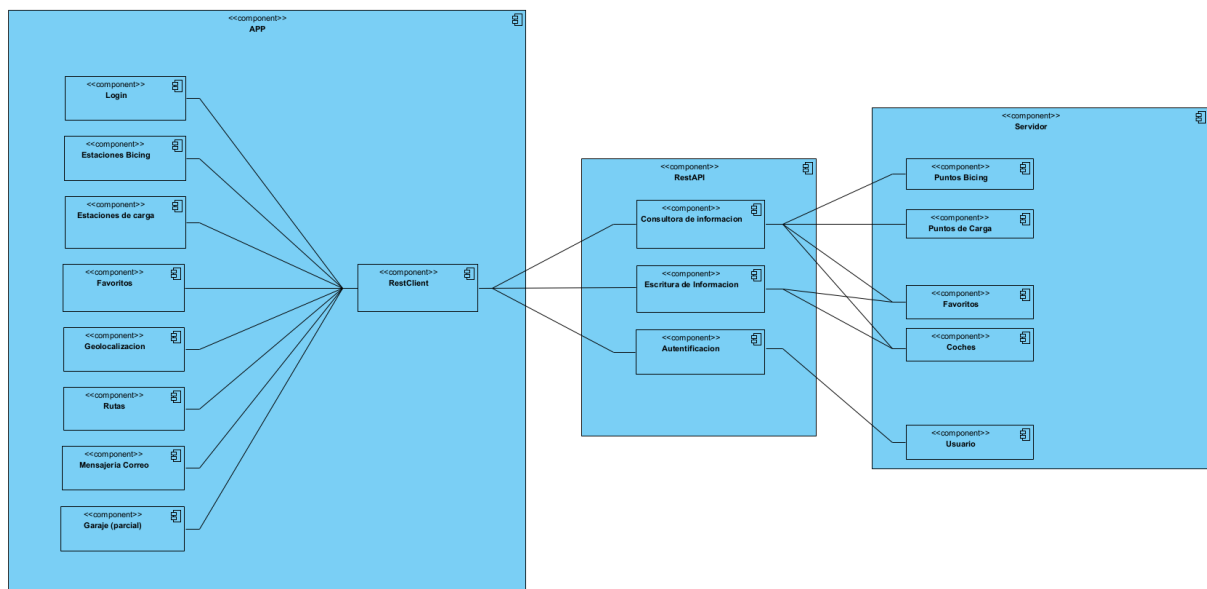 <<component>>
APP
<<component>>
Login
<<component>>
Estaciones Bicing
<<component>>
Estaciones de carga
<<component>>
Favoritos
<<component>>
Geolocalizacion
<<component>>
Rutas
<<component>>
Mensajeria Correo
<<component>>
Garaje (parcial)
<<component>>
RestClient
<<component>>
RestAPI
<<component>>
Consultora de informacion
<<component>>
Escritura de Informacion
<<component>>
Autentificacion
<<component>>
Servidor
<<component>>
Puntos Bicing
<<component>>
Puntos de Carga
<<component>>
Favoritos
<<component>>
Coches
<<component>>
Usuario